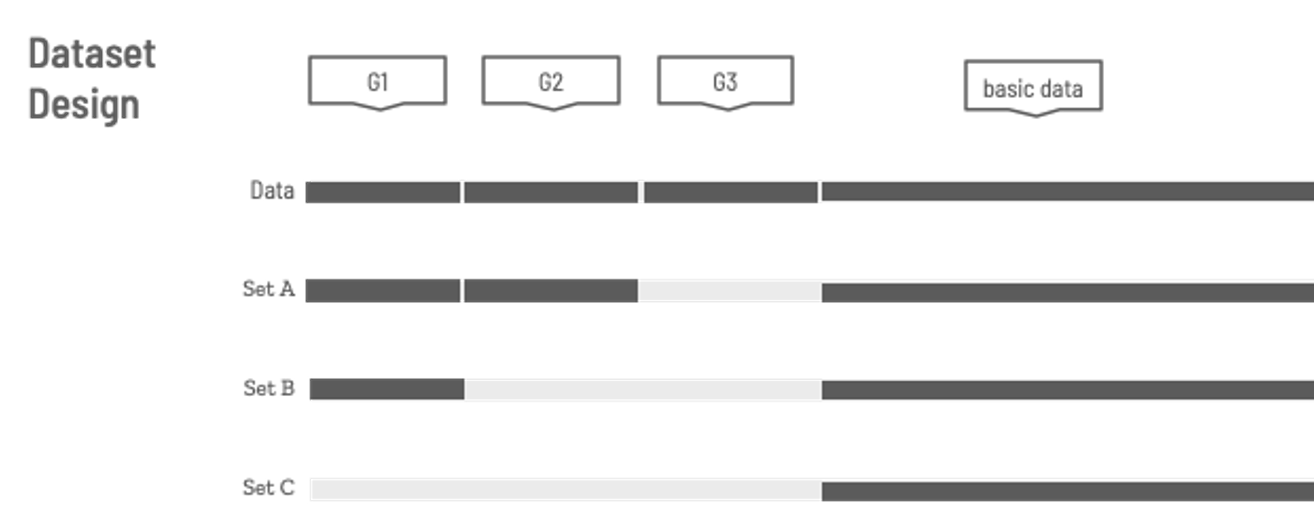 Dataset
Design
G1
G2
G3
basic data
Data
Set A
Set B
Set C